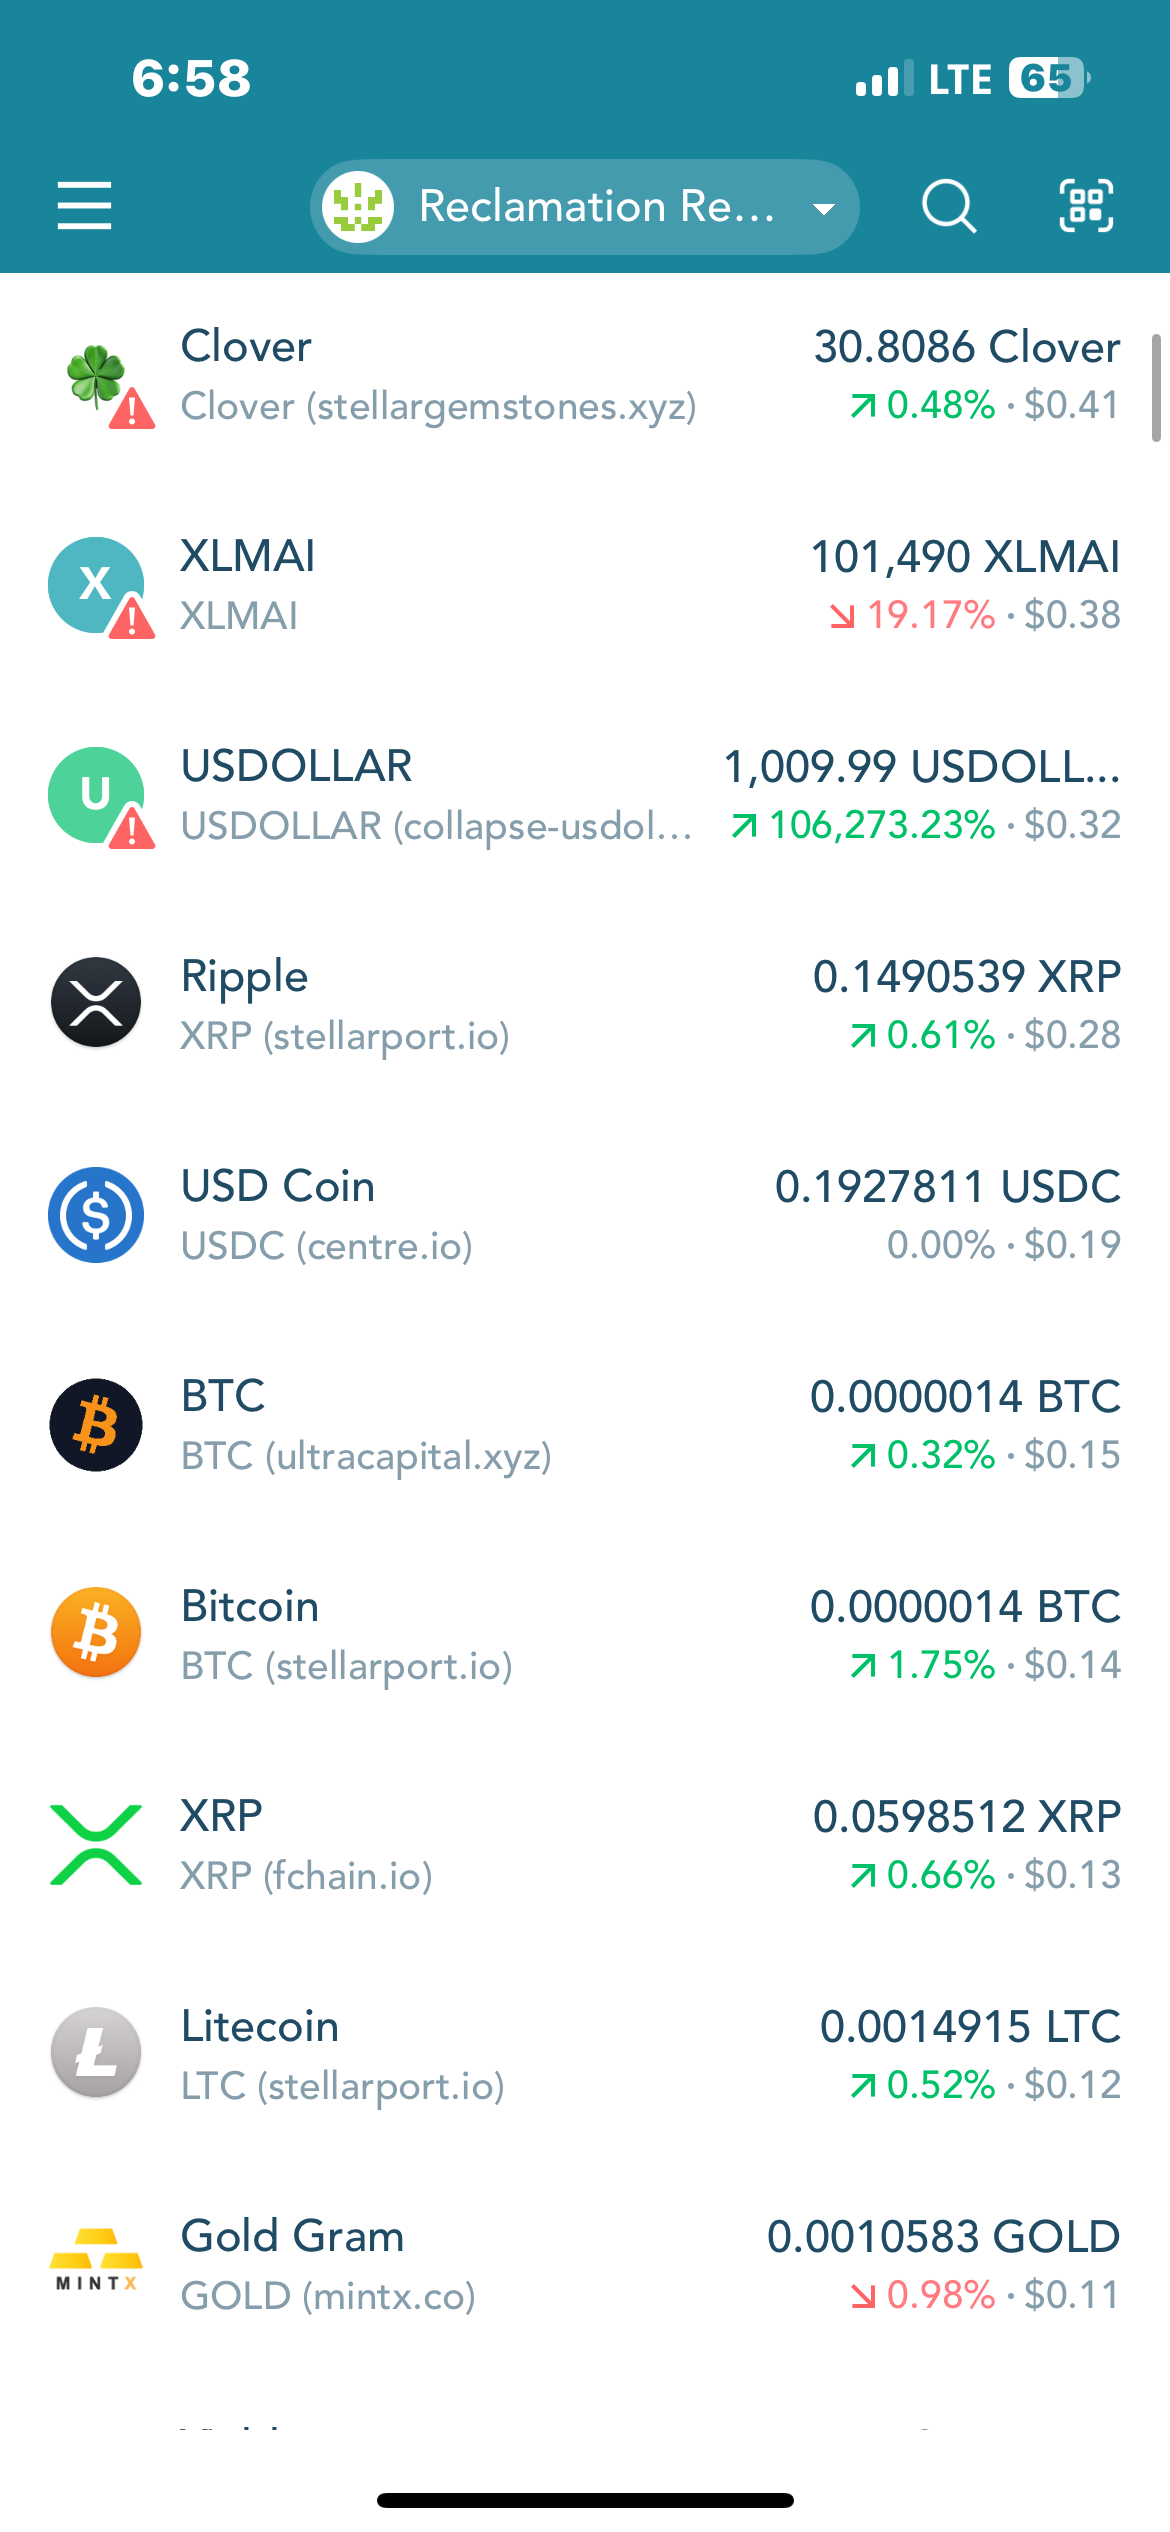 6:58 LTE 65
Reclamation Re...
Clover 30.8086 Clover
Clover (stellargemstones.xyz) 0.48% · $0.41
X XLMAI 101,490 XLMAI
XLMAI 19.17% · $0.38
U USDOLLAR 1,009.99 USDOLL...
USDOLLAR (collapse-usdol... 106,273.23% · $0.32
Ripple 0.1490539 XRP
XRP (stellarport.io) 0.61% · $0.28
USD Coin 0.1927811 USDC
USDC (centre.io) 0.00% · $0.19
BTC 0.0000014 BTC
BTC (ultracapital.xyz) 0.32% · $0.15
Bitcoin 0.0000014 BTC
BTC (stellarport.io) 1.75% · $0.14
XRP 0.0598512 XRP
XRP (fchain.io) 0.66% · $0.13
Litecoin 0.0014915 LTC
LTC (stellarport.io) 0.52% · $0.12
Gold Gram 0.0010583 GOLD
MINTX GOLD (mintx.co) 0.98% · $0.11